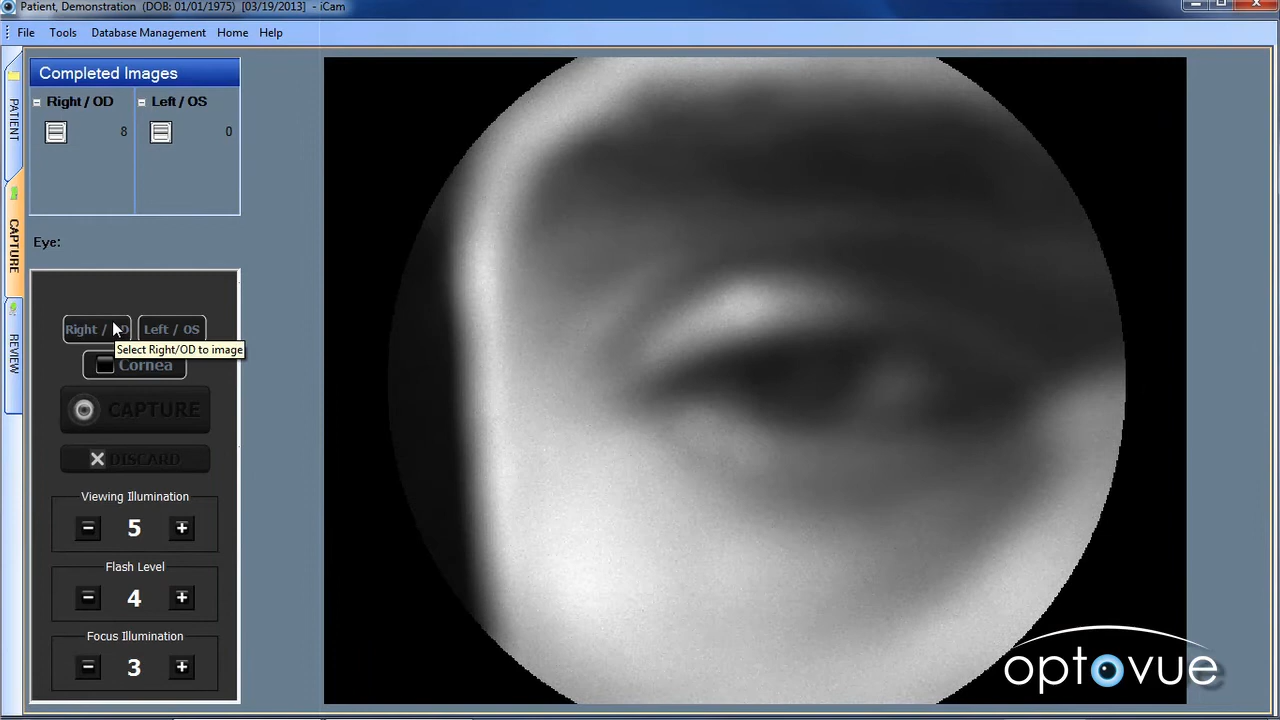 Patient, Demonstration (DOB: 01/01/1975) [03/19/2013] - iCam
File Tools Database Management Home Help
PATIENT
CAPTURE
REVIEW
Completed Images
Right / OD Left / OS
8 0
Eye:
Right / D Left / OS
Select Right/OD to image
Cornea
CAPTURE
DISCARD
Viewing Illumination
- 5 +
Flash Level
- 4 +
Focus Illumination
- 3 +
optovue